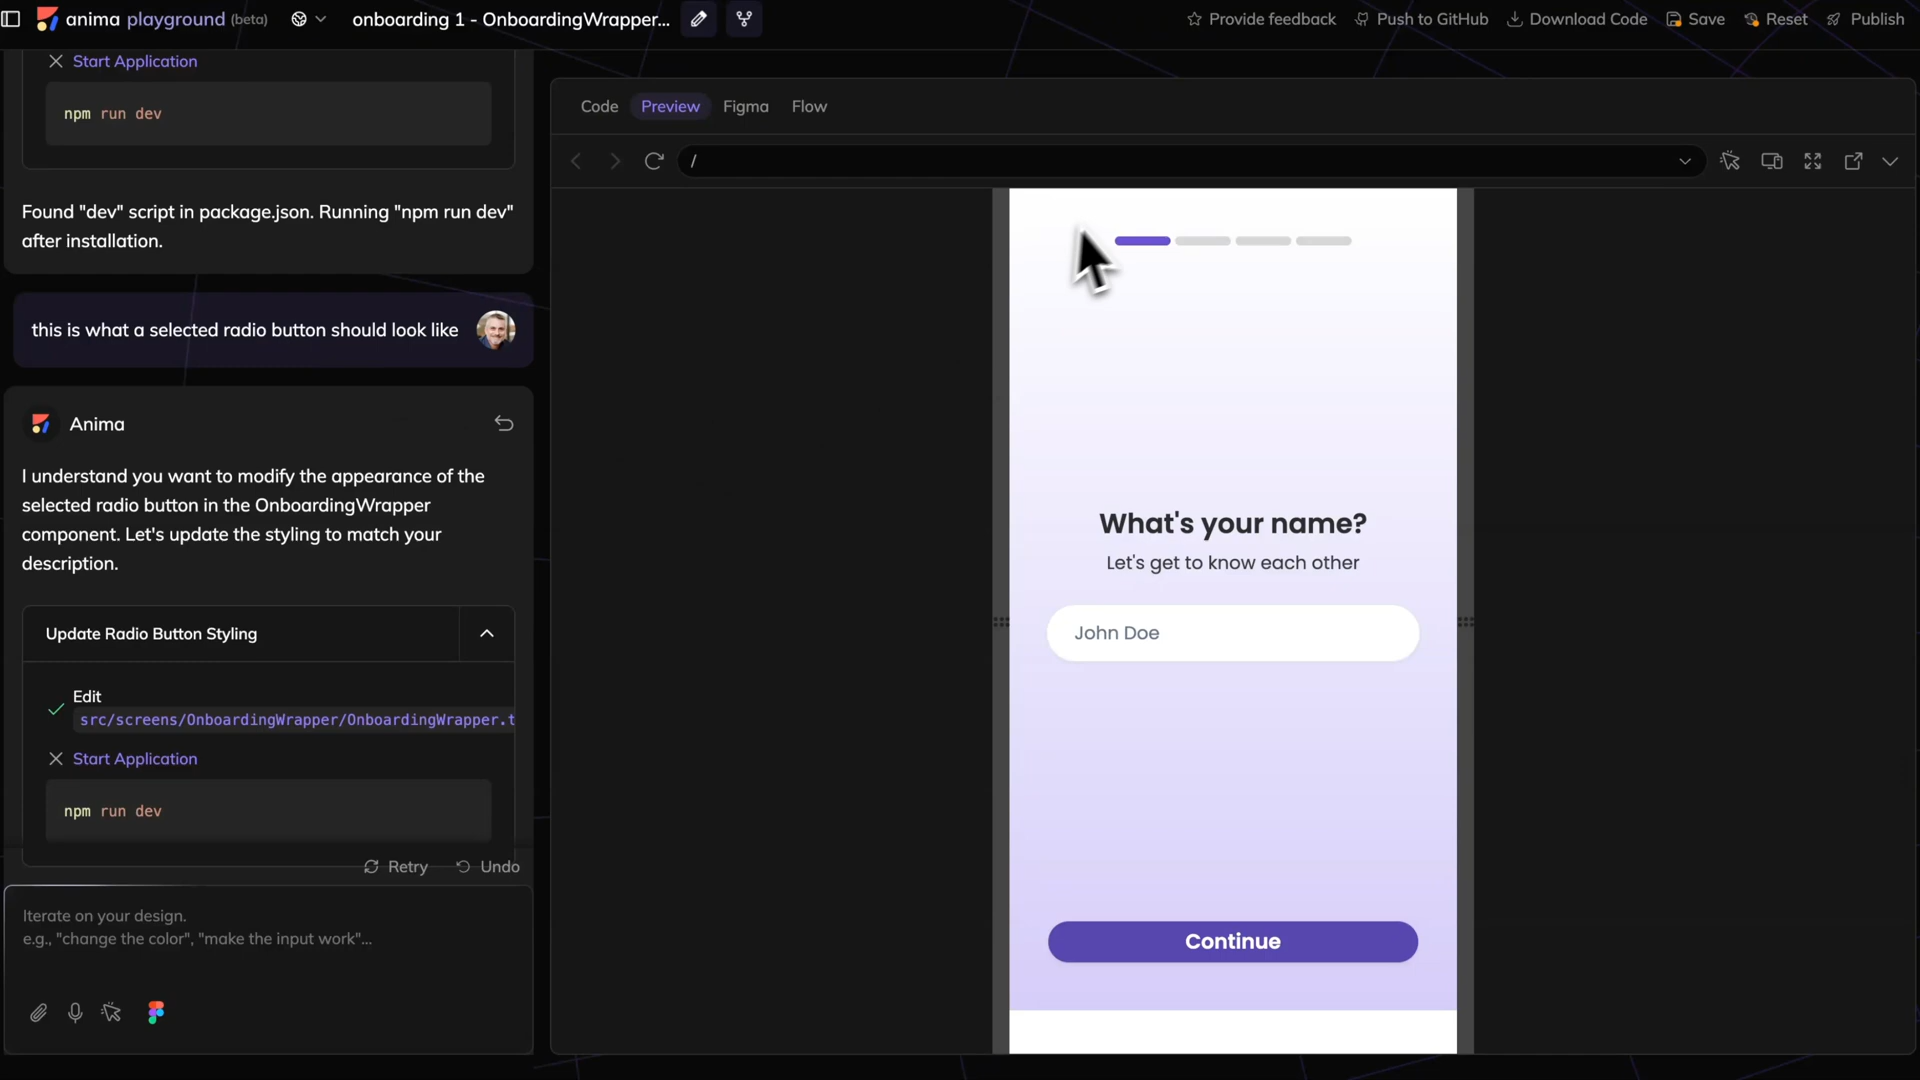 anima playground (beta)
onboarding 1 - OnboardingWrapper...
Provide feedback
Push to GitHub
Download Code
Save
Reset
Publish
Start Application
npm run dev
Found "dev" script in package.json. Running "npm run dev"
after installation.
this is what a selected radio button should look like
Anima
I understand you want to modify the appearance of the
selected radio button in the OnboardingWrapper
component. Let's update the styling to match your
description.
Update Radio Button Styling
Edit
src/screens/OnboardingWrapper/OnboardingWrapper.t
Start Application
npm run dev
Retry
Undo
Iterate on your design.
e.g., "change the color", "make the input work"...
Code
Preview
Figma
Flow
/
What's your name?
Let's get to know each other
John Doe
Continue